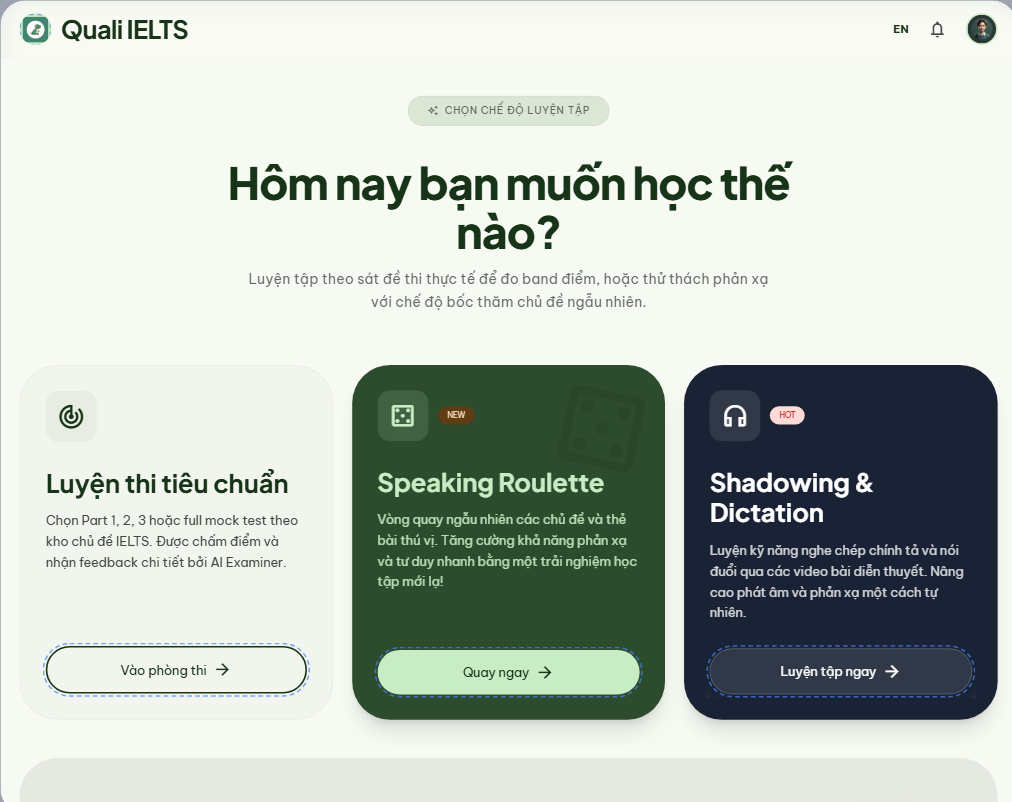 Quali IELTS
EN
CHỌN CHẾ ĐỘ LUYỆN TẬP
Hôm nay bạn muốn học thế
nào?
Luyện tập theo sát đề thi thực tế để đo band điểm, hoặc thử thách phản xạ
với chế độ bốc thăm chủ đề ngẫu nhiên.
Luyện thi tiêu chuẩn
Chọn Part 1, 2, 3 hoặc full mock test theo
kho chủ đề IELTS. Được chấm điểm và
nhận feedback chi tiết bởi AI Examiner.
Vào phòng thi
NEW
Speaking Roulette
Vòng quay ngẫu nhiên các chủ đề và thẻ
bài thú vị. Tăng cường khả năng phản xạ
và tư duy nhanh bằng một trải nghiệm học
tập mới lạ!
Quay ngay
HOT
Shadowing &
Dictation
Luyện kỹ năng nghe chép chính tả và nói
đuổi qua các video bài diễn thuyết. Nâng
cao phát âm và phản xạ một cách tự
nhiên.
Luyện tập ngay